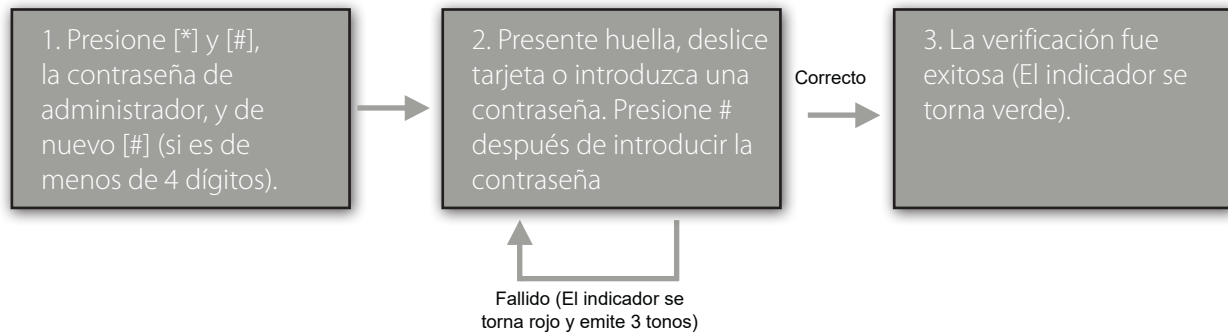 1. Presione [*] y [#],
la contraseña de
administrador, y de
nuevo [#] (si es de
menos de 4 dígitos).
2. Presente huella, deslice
tarjeta o introduzca una
contraseña. Presione #
después de introducir la
contraseña
Correcto
3. La verificación fue
exitosa (El indicador se
torna verde).
Fallido (El indicador se
torna rojo y emite 3 tonos)